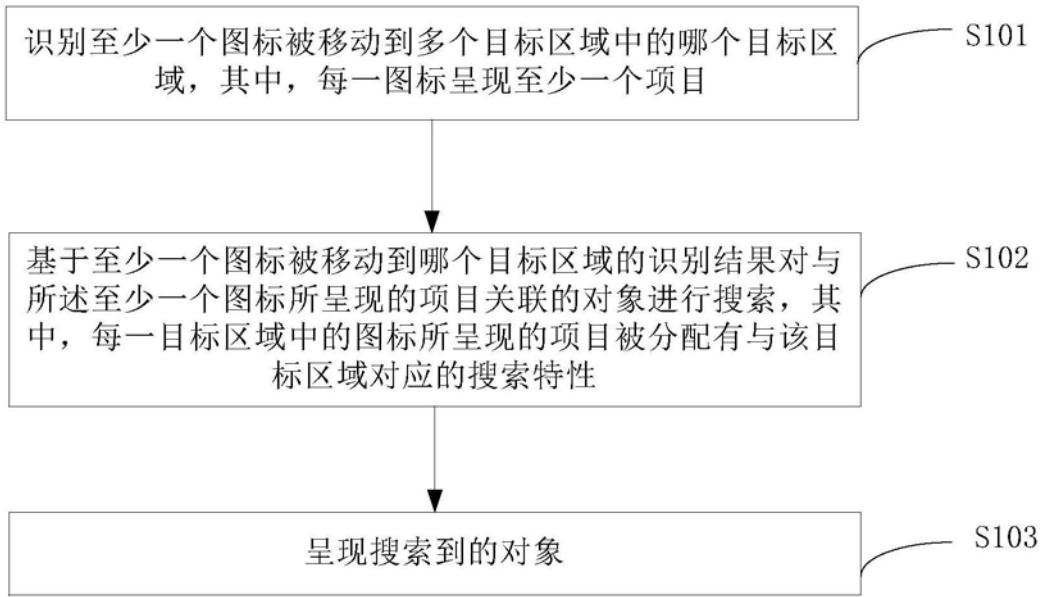 识别至少一个图标被移动到多个目标区域中的哪个目标区
域，其中，每一图标呈现至少一个项目
S101
基于至少一个图标被移动到哪个目标区域的识别结果对与
所述至少一个图标所呈现的项目关联的对象进行搜索，其
中，每一目标区域中的图标所呈现的项目被分配有与该目
标区域对应的搜索特性
S102
呈现搜索到的对象
S103